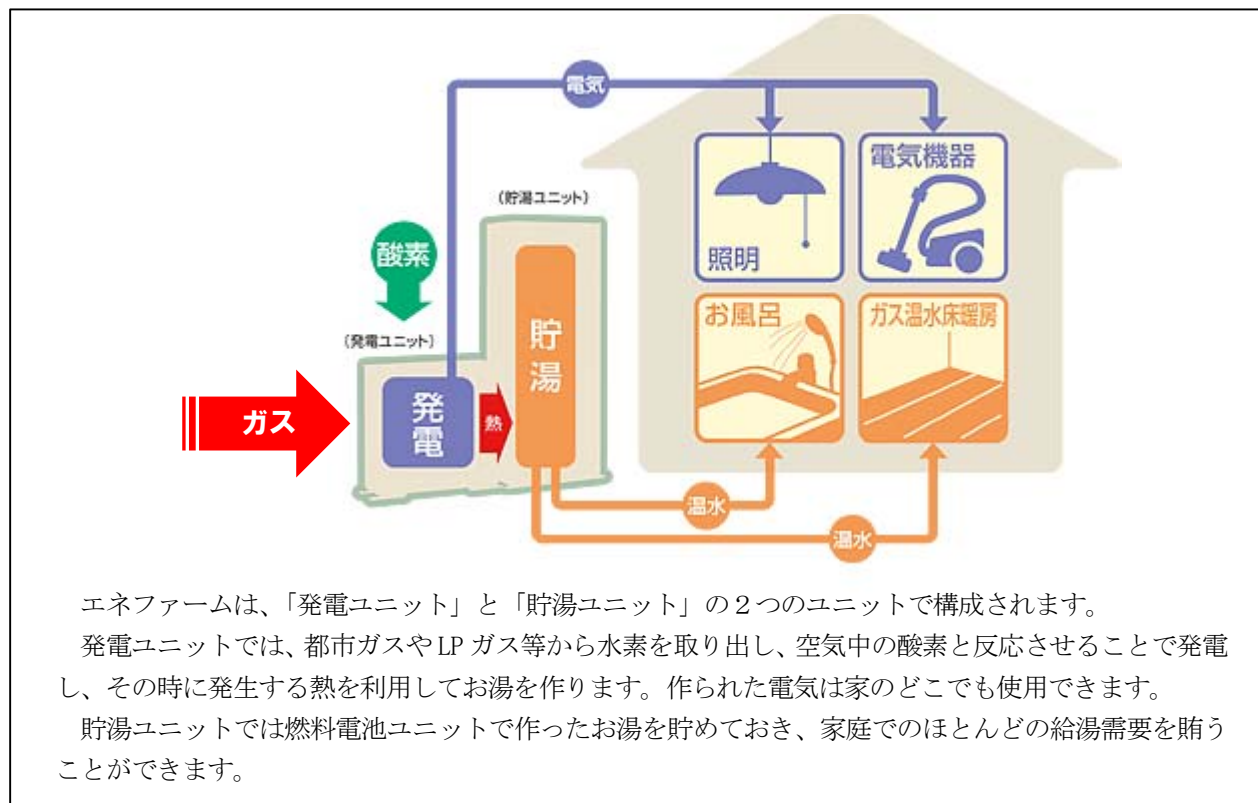 電気
電気機器
照明
(貯湯ユニット)
酸素
(発電ユニット)
貯湯
お風呂
ガス温水床暖房
ガス
発電
熱
温水
温水
エネファームは、「発電ユニット」と「貯湯ユニット」の２つのユニットで構成されます。
発電ユニットでは、都市ガスやLPガス等から水素を取り出し、空気中の酸素と反応させることで発電
し、その時に発生する熱を利用してお湯を作ります。作られた電気は家のどこでも使用できます。
貯湯ユニットでは燃料電池ユニットで作ったお湯を貯めておき、家庭でのほとんどの給湯需要を賄う
ことができます。